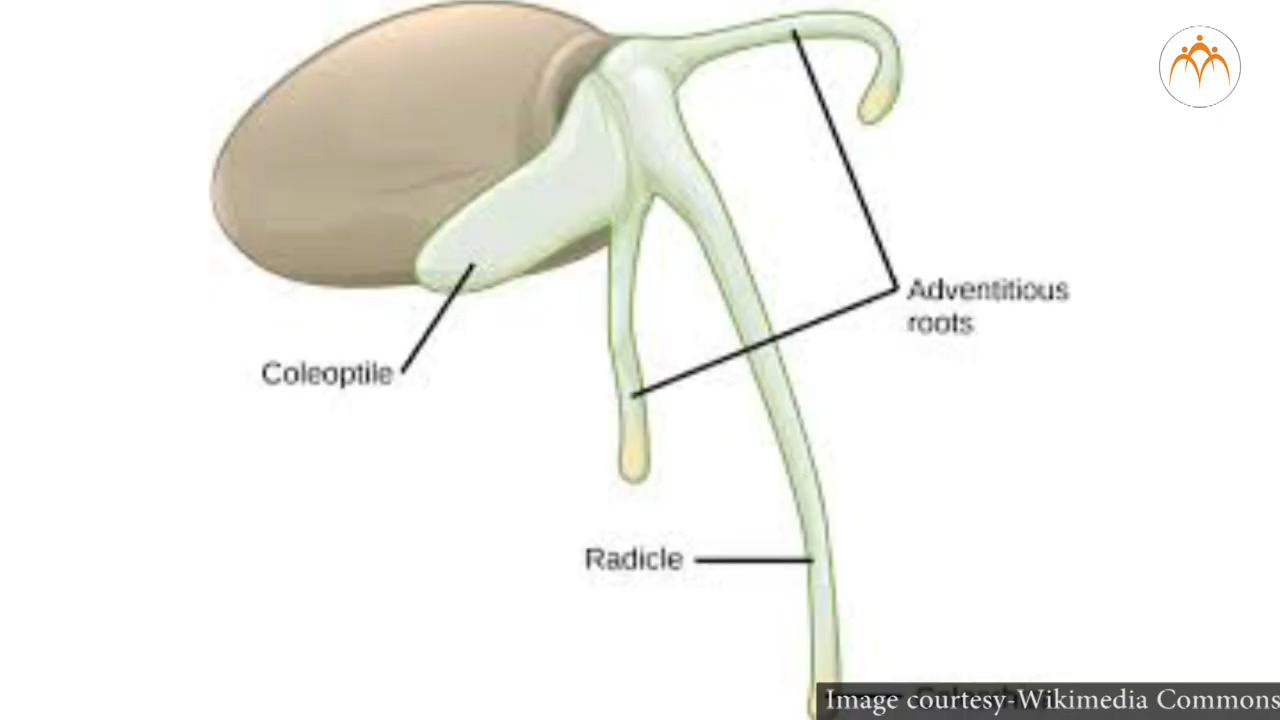 Adventitious
roots
Coleoptile
Radicle
Image courtesy-Wikimedia Commons